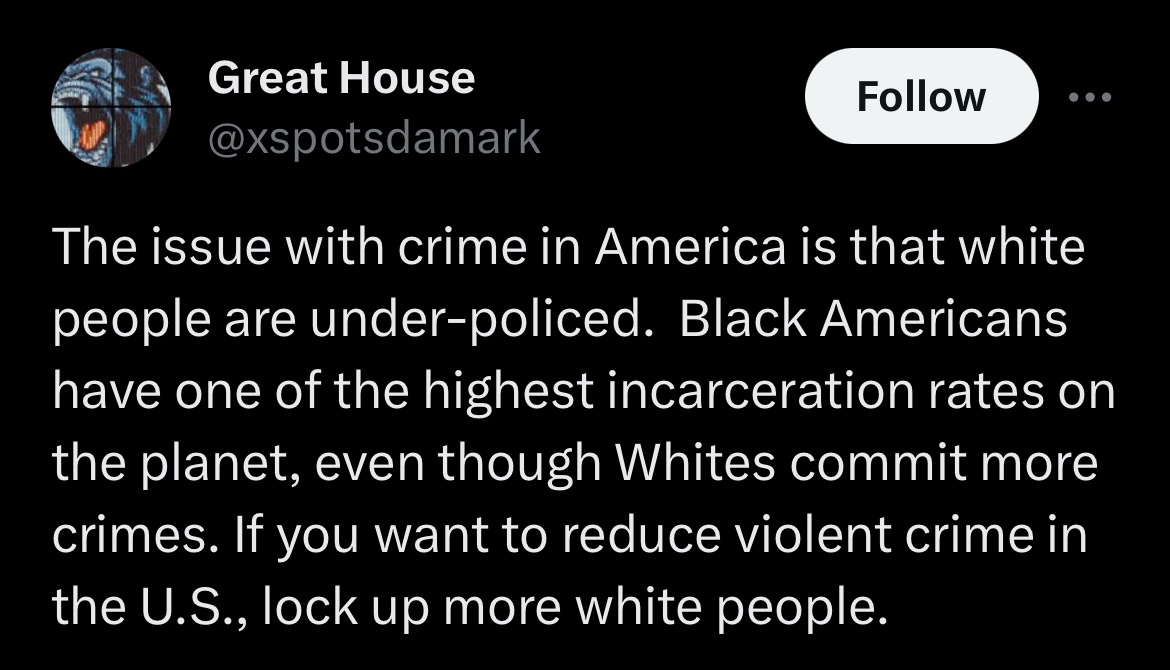 Great House
@xspotsdamark
Follow
The issue with crime in America is that white
people are under-policed.  Black Americans
have one of the highest incarceration rates on
the planet, even though Whites commit more
crimes. If you want to reduce violent crime in
the U.S., lock up more white people.